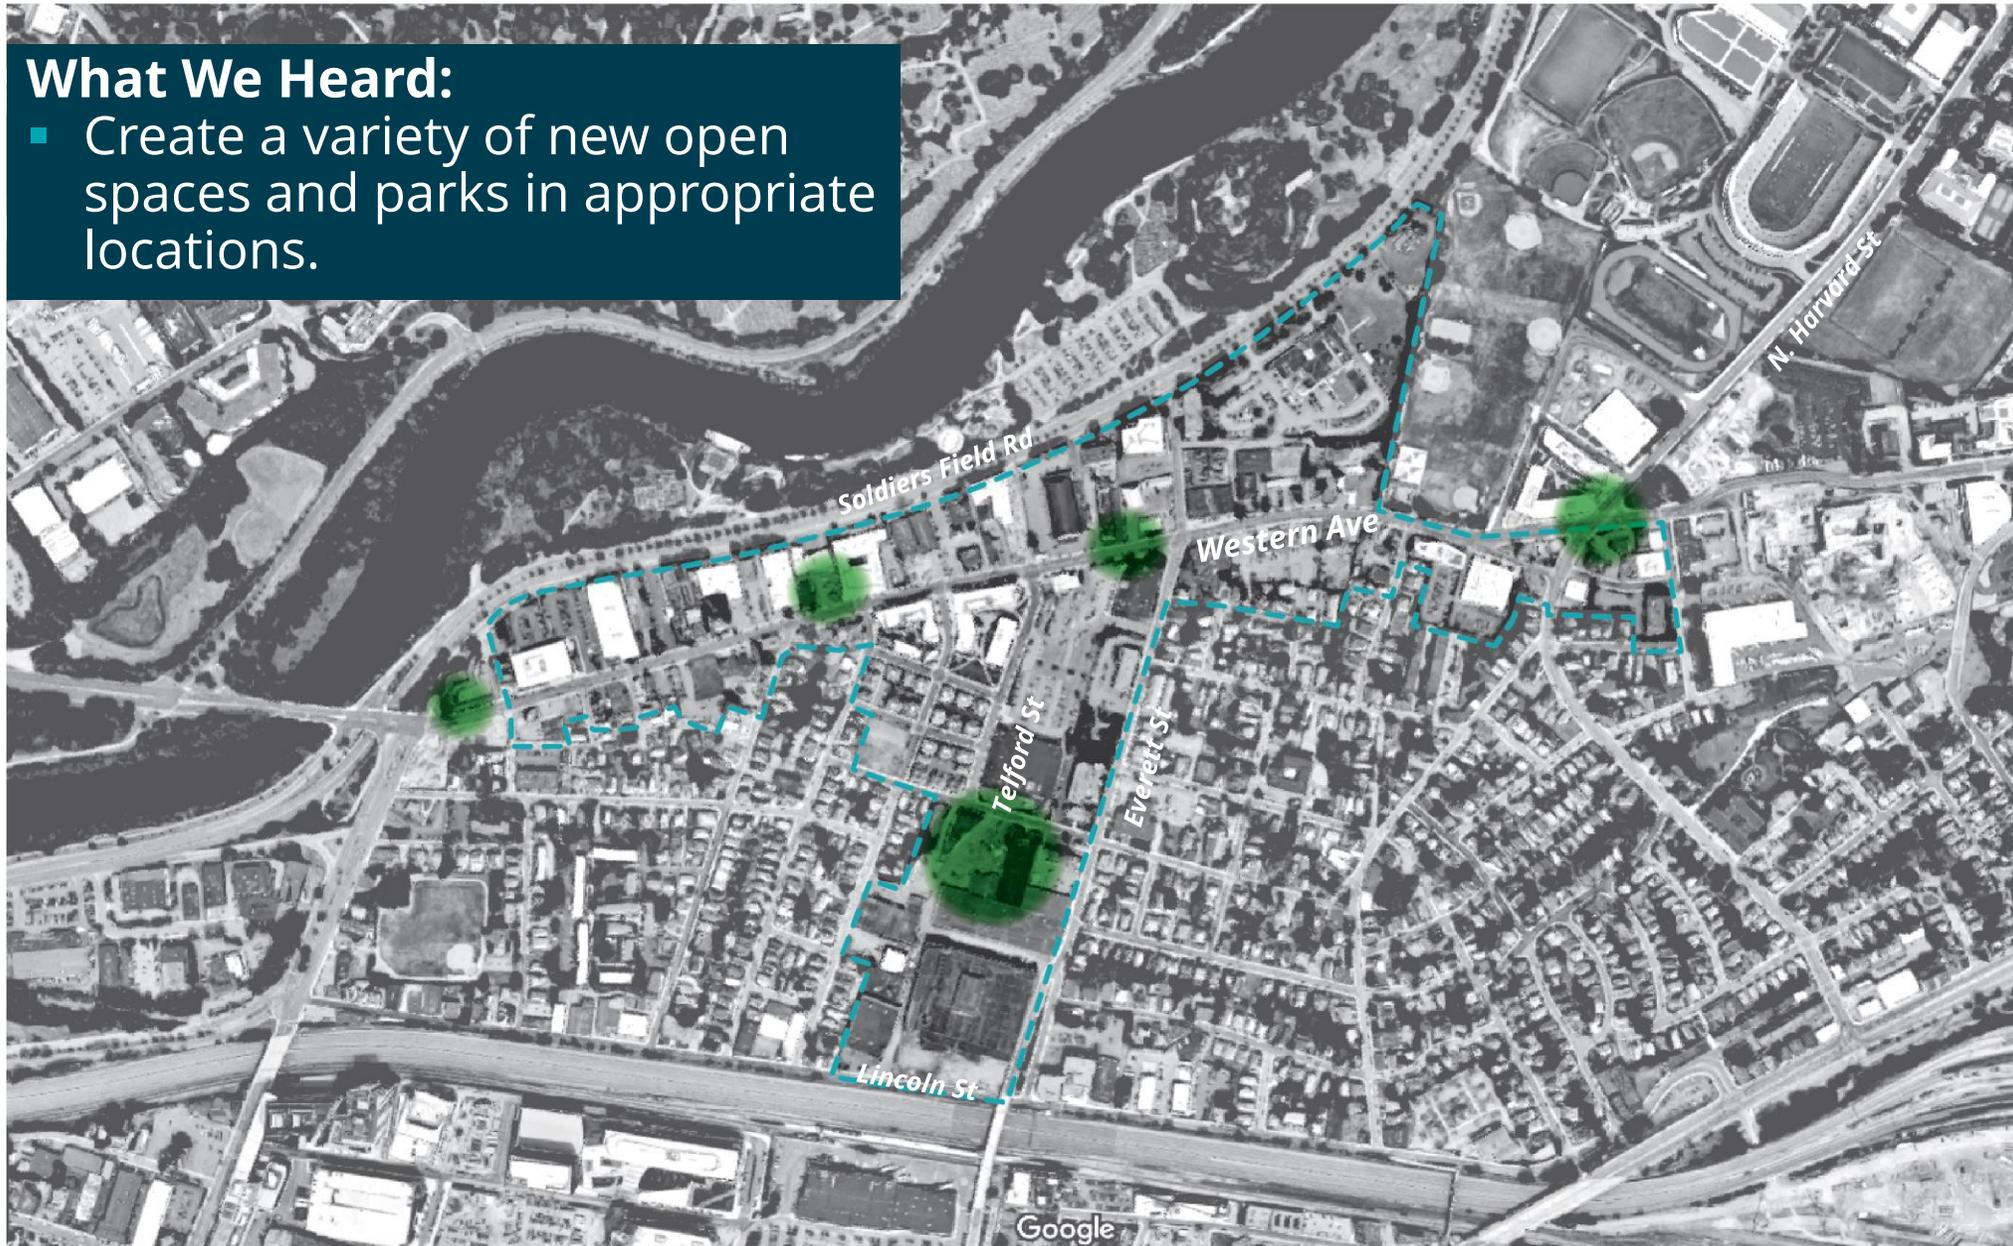 What We Heard:
▪ Create a variety of new open
spaces and parks in appropriate
locations.
N. Harvard St
Soldiers Field Rd
Western Ave
Telford St
Everett St
Lincoln St
Google